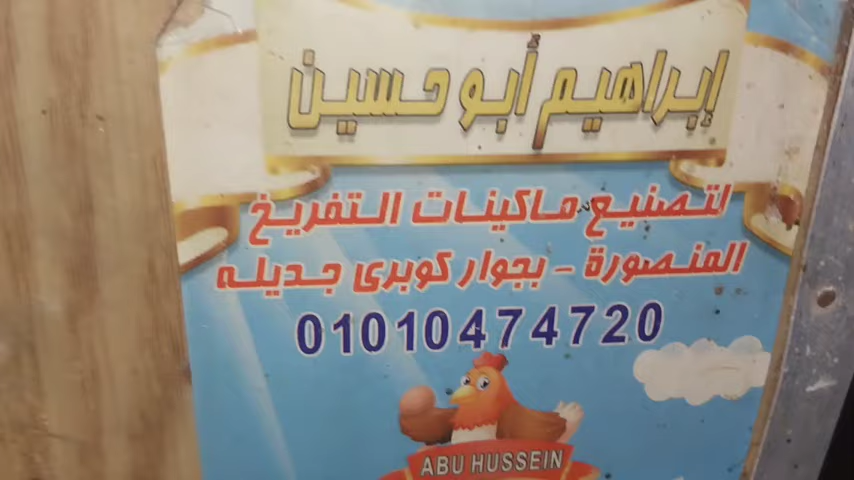 إبراهيم أبو حسين
لتصنيع ماكينات التفريخ
المنصورة - بجوار كوبرى جديله
01010474720
ABU HUSSEIN